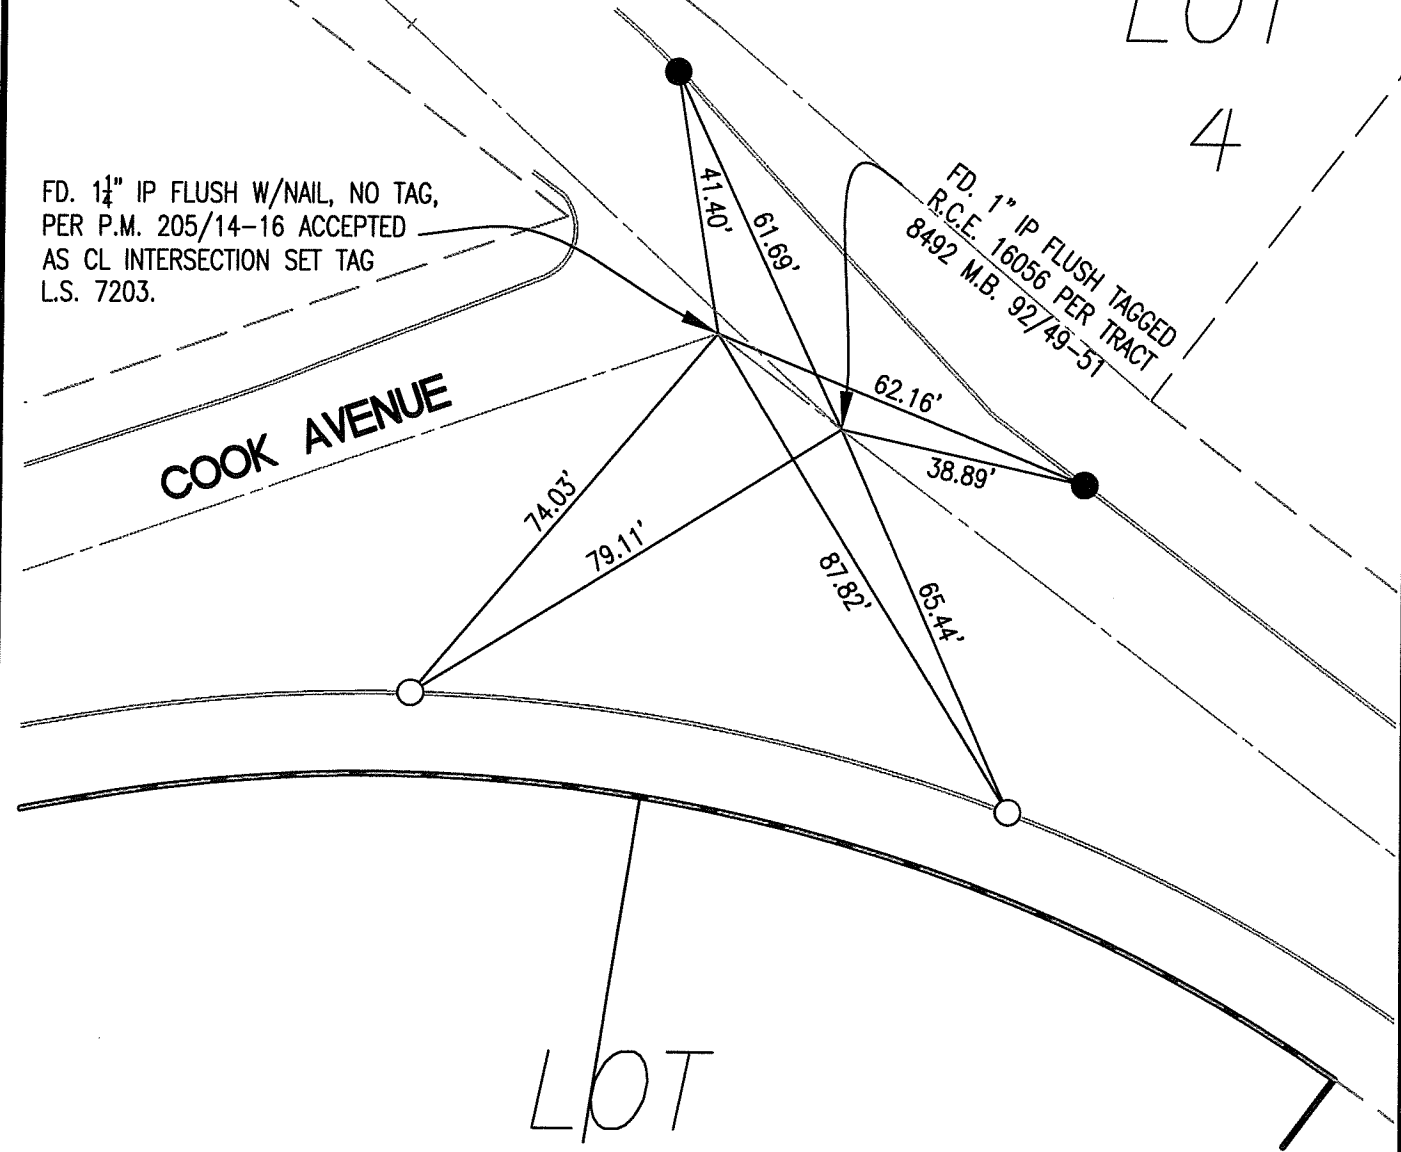 LOT
4
FD. 1¼" IP FLUSH W/NAIL, NO TAG,
PER P.M. 205/14-16 ACCEPTED
AS CL INTERSECTION SET TAG
L.S. 7203.
FD. 1" IP FLUSH TAGGED
R.C.E. 16056 PER TRACT
8492 M.B. 92/49-51
41.40'
61.69'
62.16'
38.89'
COOK AVENUE
74.03'
79.11'
87.82'
65.44'
LOT